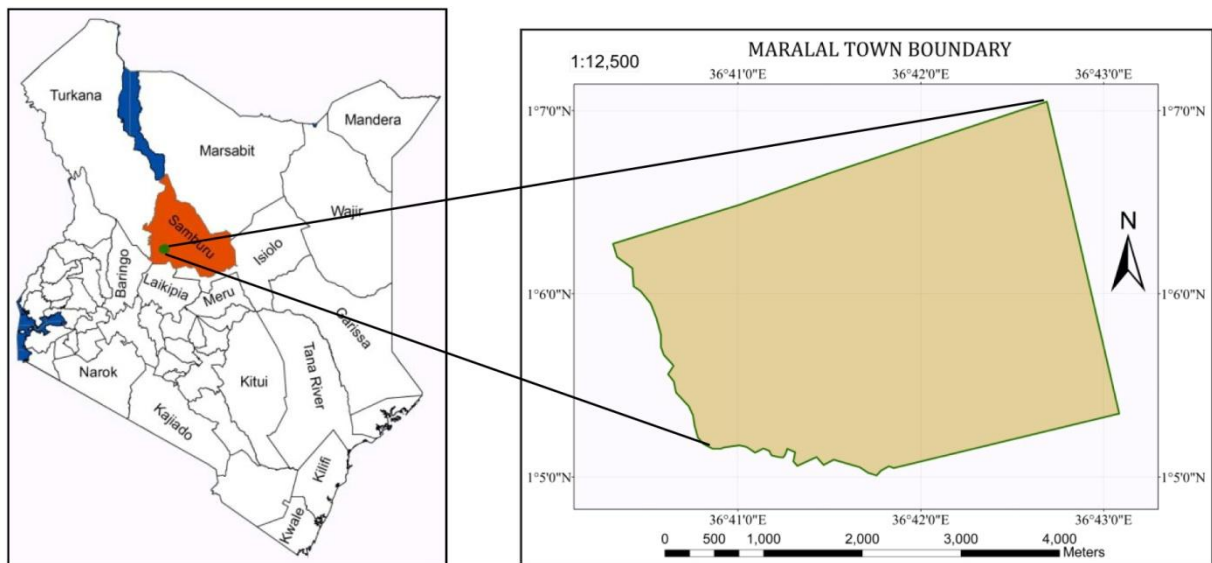 Turkana
Mandera
Marsabit
Wajir
Samburu
Isiolo
Baringo
Laikipia
Meru
Garissa
Narok
Kitui
Tana River
Kajiado
Kilifi
Kwale
MARALAL TOWN BOUNDARY
1:12,500
36°41'0"E 36°42'0"E 36°43'0"E
1°7'0"N 1°7'0"N
N
1°6'0"N 1°6'0"N
1°5'0"N 1°5'0"N
36°41'0"E 36°42'0"E 36°43'0"E
0 500 1,000 2,000 3,000 4,000
Meters